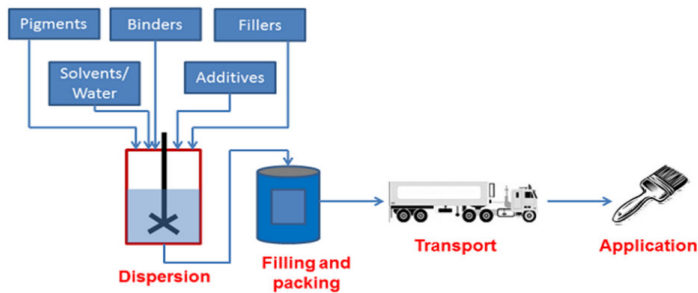 Pigments
Binders
Fillers
Solvents/
Water
Additives
Dispersion
Filling and
packing
Transport
Application